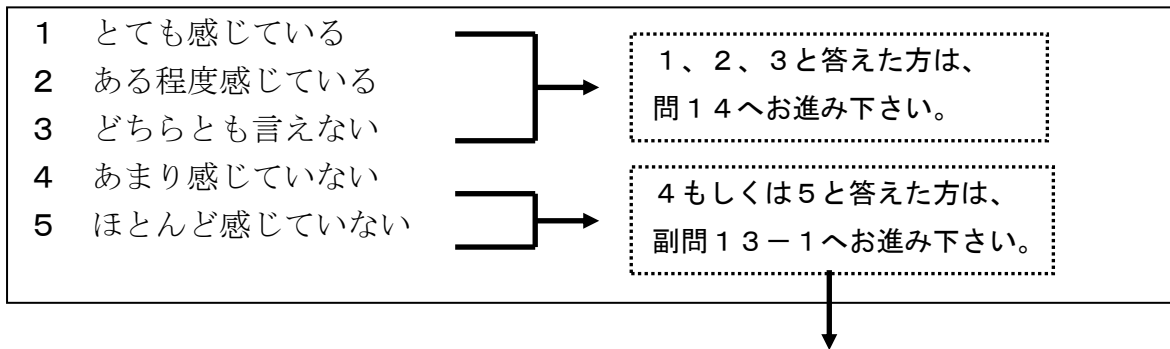 1 とても感じている
2 ある程度感じている
3 どちらとも言えない
4 あまり感じていない
5 ほとんど感じていない
1、2、3と答えた方は、
問14へお進み下さい。
4もしくは5と答えた方は、
副問13-1へお進み下さい。